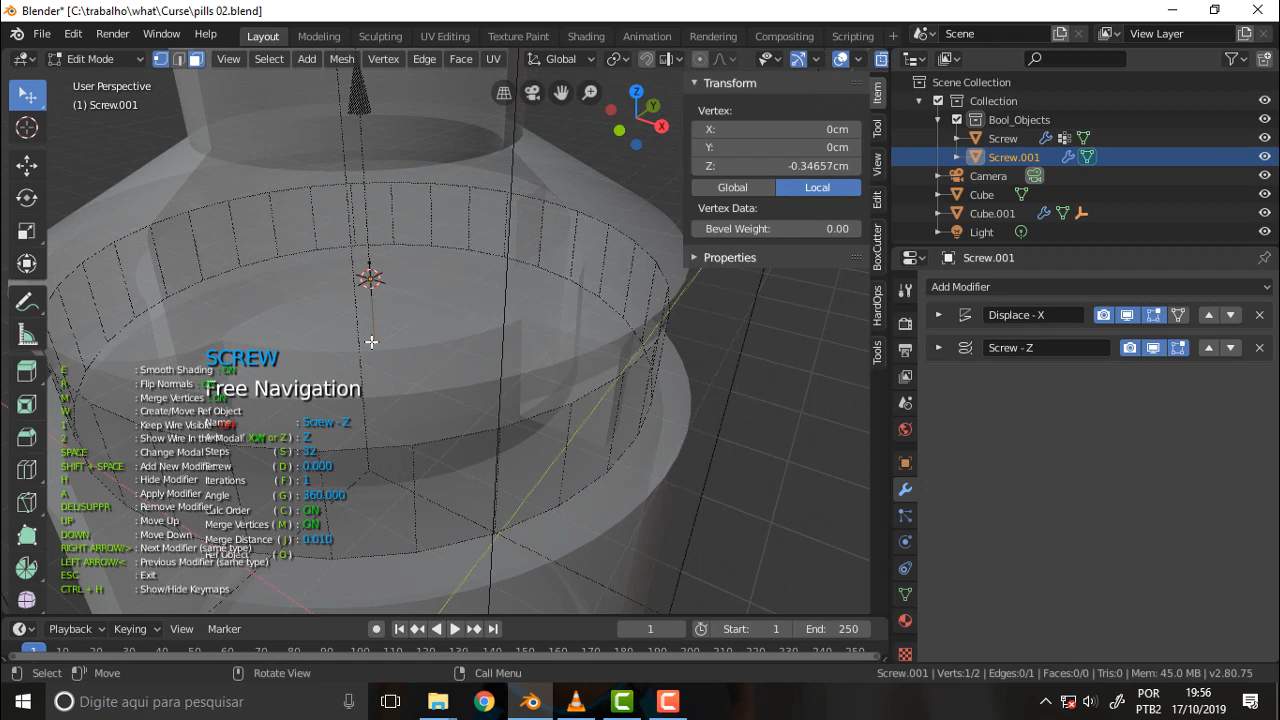 Blender* [C:\trabalho\what\Curse\pills 02.blend]
File Edit Render Window Help Layout Modeling Sculpting UV Editing Texture Paint Shading Animation Rendering Compositing Scripting + Scene View Layer
Edit Mode View Select Add Mesh Vertex Edge Face UV Global
User Perspective
(1) Screw.001
Z
Y
X
Transform
Vertex:
X: 0cm
Y: 0cm
Z: -0.34657cm
Global Local
Vertex Data:
Bevel Weight: 0.00
Properties
Item
Tool
View
Edit
BoxCutter
HardOps
Tools
Scene Collection
Collection
Bool_Objects
Screw
Screw.001
Camera
Cube
Cube.001
Light
Screw.001
Add Modifier
Displace - X
Screw - Z
SCREW
Free Navigation
E : Smooth Shading : ON
: Flip Normals :
M : Merge Vertices :
W : Create/Move Ref Object
1 : Keep Wire Visible :
2 : Show Wire In the Modal
SPACE : Change Modal
SHIFT + SPACE : Add New Modifier
H : Hide Modifier
A : Apply Modifier
DEL/SUPPR : Remove Modifier
UP : Move Up
DOWN : Move Down
RIGHT ARROW/> : Next Modifier (same type)
LEFT ARROW/< : Previous Modifier (same type)
ESC : Exit
CTRL + H : Show/Hide Keymaps
Name : Screw - Z
(X,Y or Z) : Z
Steps ( S ) : 32
Screw ( D ) : 0.000
Iterations ( F ) : 1
Angle ( G ) : 360.000
Calc Order ( C ) : ON
Merge Vertices ( M ) : ON
Merge Distance ( J ) : 0.010
Ref Object ( O ) :
Playback Keying View Marker 1 Start: 1 End: 250
Select Move Rotate View Call Menu Screw.001 | Verts:1/2 | Edges:0/1 | Faces:0/0 | Tris:0 | Mem: 45.0 MB | v2.80.75
Digite aqui para pesquisar
POR
PTB2
19:56
17/10/2019